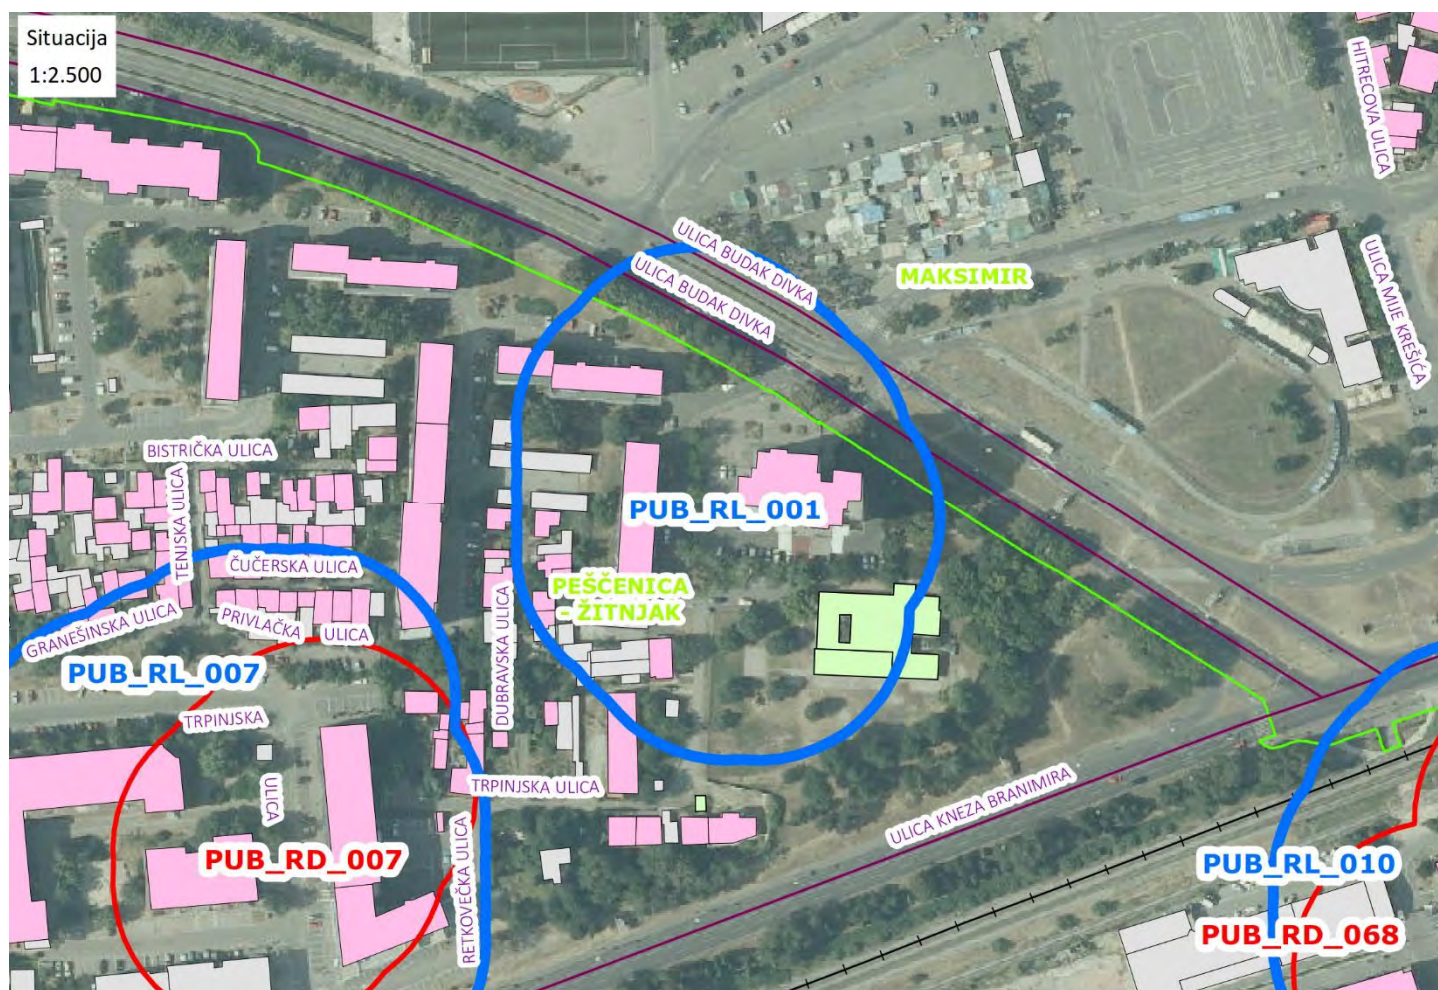 Situacija
1:2.500
HITRECOVA ULICA
ULICA BUDAK DIVKA
ULICA BUDAK DIVKA
MAKSIMIR
ULICA MIJE KREŠIĆA
BISTRIČKA ULICA
TENJSKA ULICA
PUB_RL_001
ČUČERSKA ULICA
PEŠČENICA
- ŽITNJAK
GRANEŠINSKA ULICA
PRIVLAČKA ULICA
DUBRAVSKA ULICA
PUB_RL_007
TRPINJSKA
ULICA
TRPINJSKA ULICA
ULICA KNEZA BRANIMIRA
PUB_RD_007
RETKOVEČKA ULICA
PUB_RL_010
PUB_RD_068